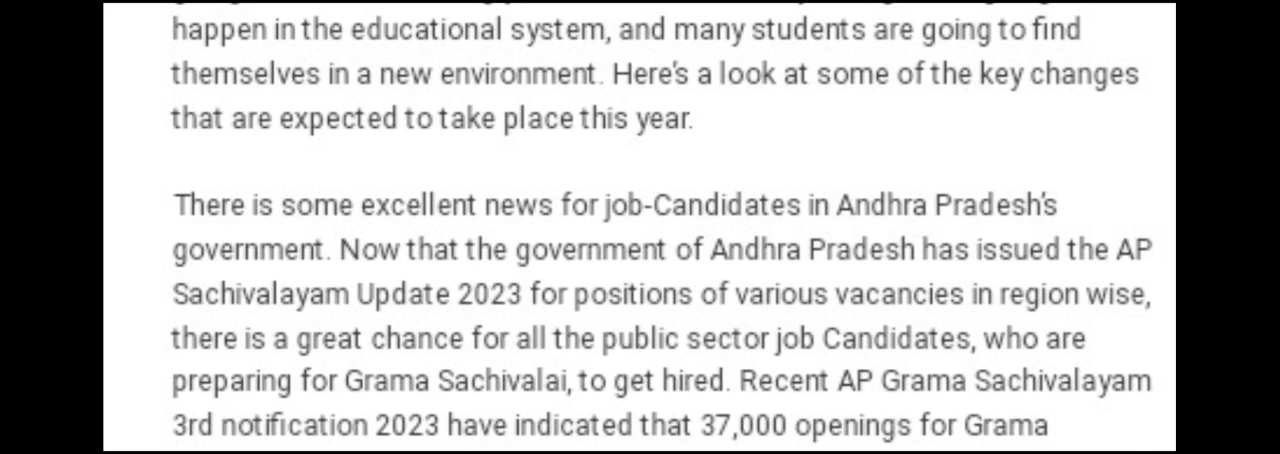 happen in the educational system, and many students are going to find
themselves in a new environment. Here's a look at some of the key changes
that are expected to take place this year.
There is some excellent news for job-Candidates in Andhra Pradesh's
government. Now that the government of Andhra Pradesh has issued the AP
Sachivalayam Update 2023 for positions of various vacancies in region wise,
there is a great chance for all the public sector job Candidates, who are
preparing for Grama Sachivalai, to get hired. Recent AP Grama Sachivalayam
3rd notification 2023 have indicated that 37,000 openings for Grama